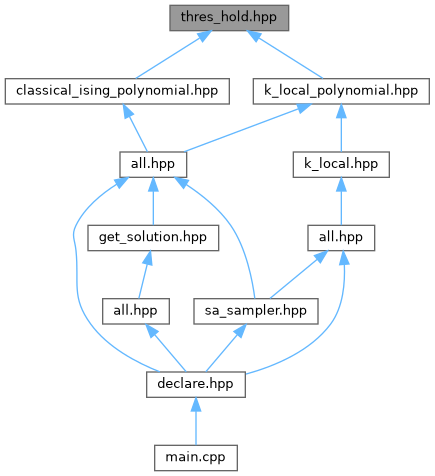 thres_hold.hpp
classical_ising_polynomial.hpp
k_local_polynomial.hpp
all.hpp
k_local.hpp
get_solution.hpp
all.hpp
all.hpp
sa_sampler.hpp
declare.hpp
main.cpp